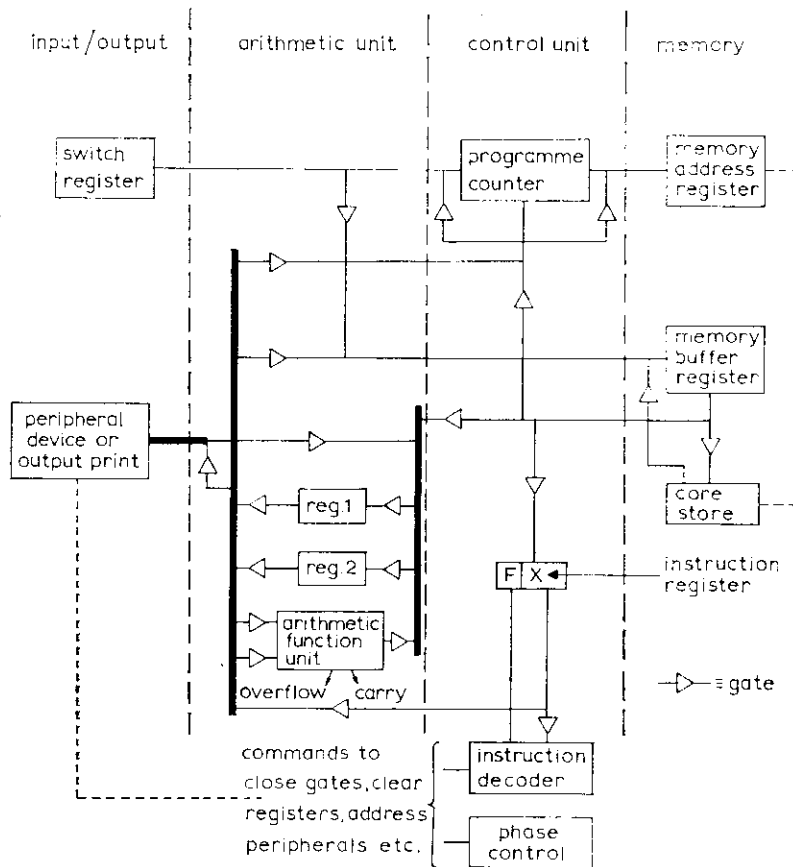 input/output
arithmetic unit
control unit
memory
switch
register
programme
counter
memory
address
register
memory
buffer
register
peripheral
device or
output print
core
store
reg.1
reg.2
F X
instruction
register
arithmetic
function
unit
overflow
carry
≡gate
commands to
close gates,clear
registers,address
peripherals etc.
instruction
decoder
phase
control